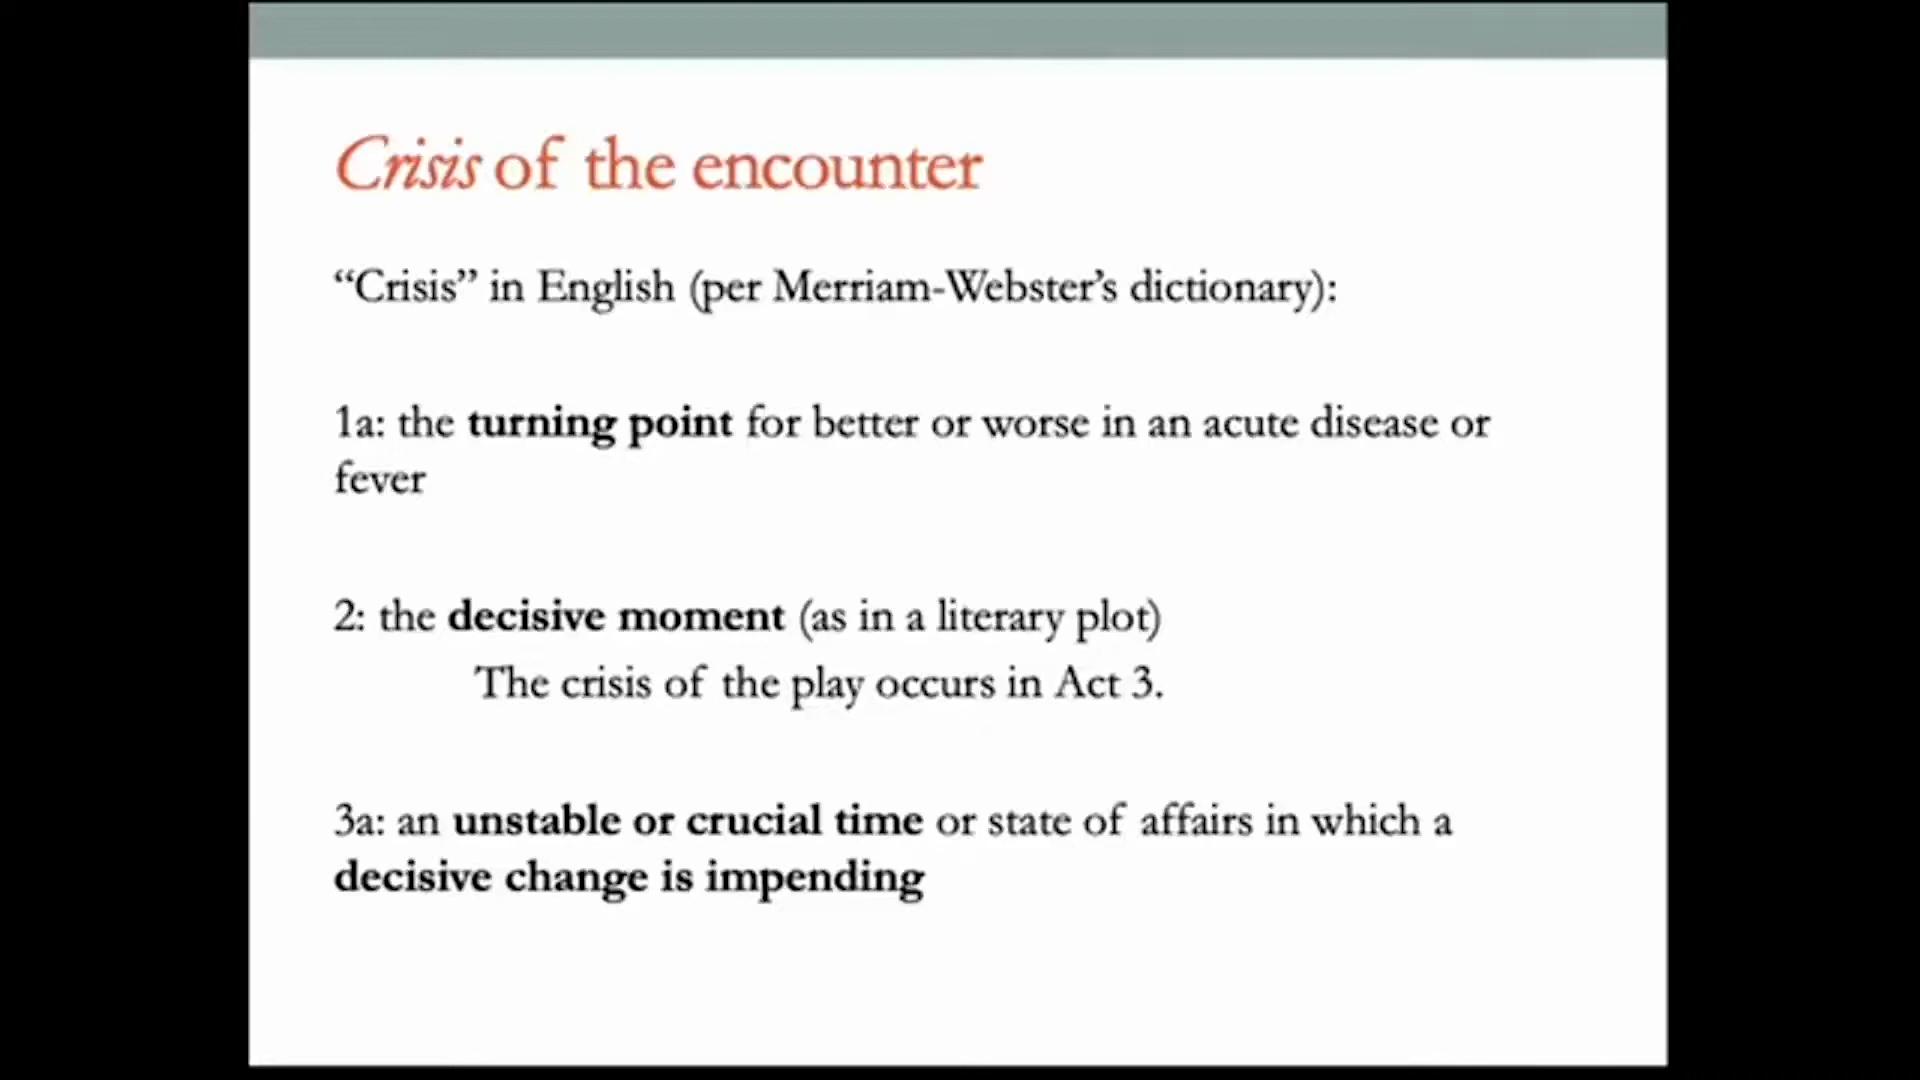 Crisis of the encounter
“Crisis” in English (per Merriam-Webster’s dictionary):
1a: the turning point for better or worse in an acute disease or
fever
2: the decisive moment (as in a literary plot)
The crisis of the play occurs in Act 3.
3a: an unstable or crucial time or state of affairs in which a
decisive change is impending